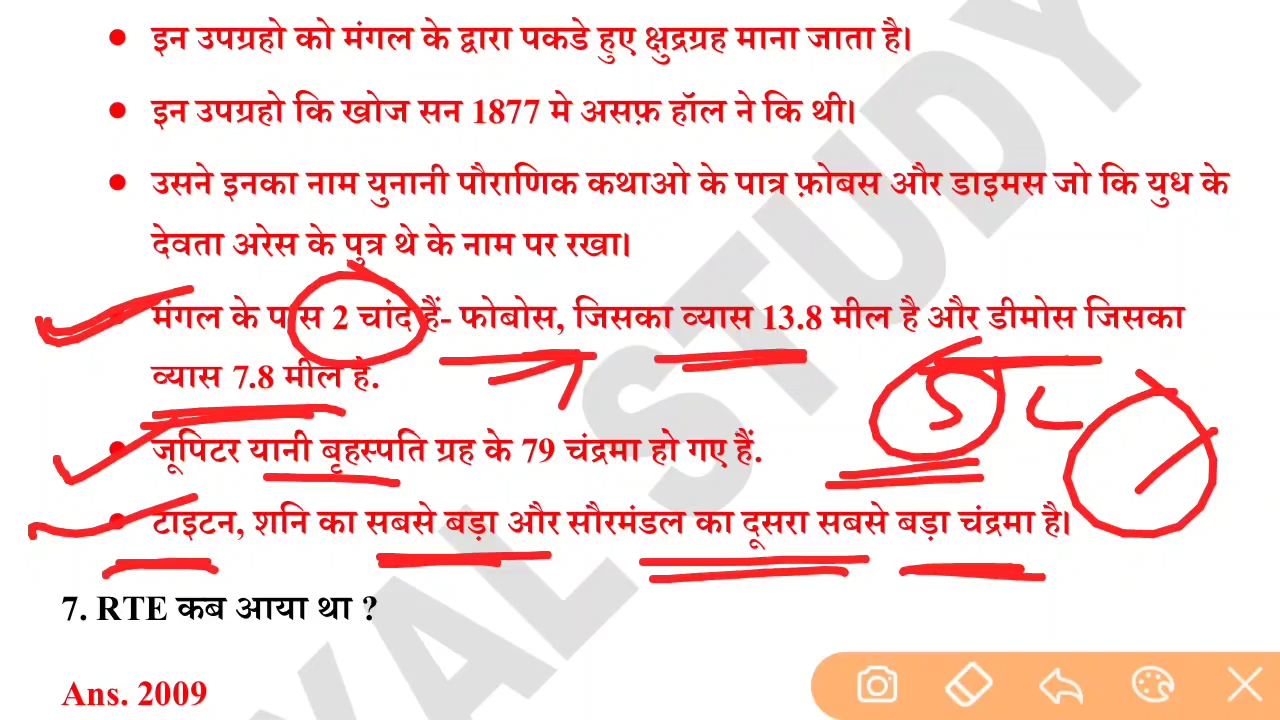 • इन उपग्रहो को मंगल के द्वारा पकडे हुए क्षुद्रग्रह माना जाता है।
• इन उपग्रहो कि खोज सन 1877 मे असफ़ हॉल ने कि थी।
• उसने इनका नाम युनानी पौराणिक कथाओ के पात्र फ़ोबस और डाइमस जो कि युध के
देवता अरेस के पुत्र थे के नाम पर रखा।
• मंगल के पास 2 चांद हैं- फोबोस, जिसका व्यास 13.8 मील है और डीमोस जिसका
व्यास 7.8 मील है.
• जूपिटर यानी बृहस्पति ग्रह के 79 चंद्रमा हो गए हैं.
• टाइटन, शनि का सबसे बड़ा और सौरमंडल का दूसरा सबसे बड़ा चंद्रमा है।
7. RTE कब आया था ?
Ans. 2009